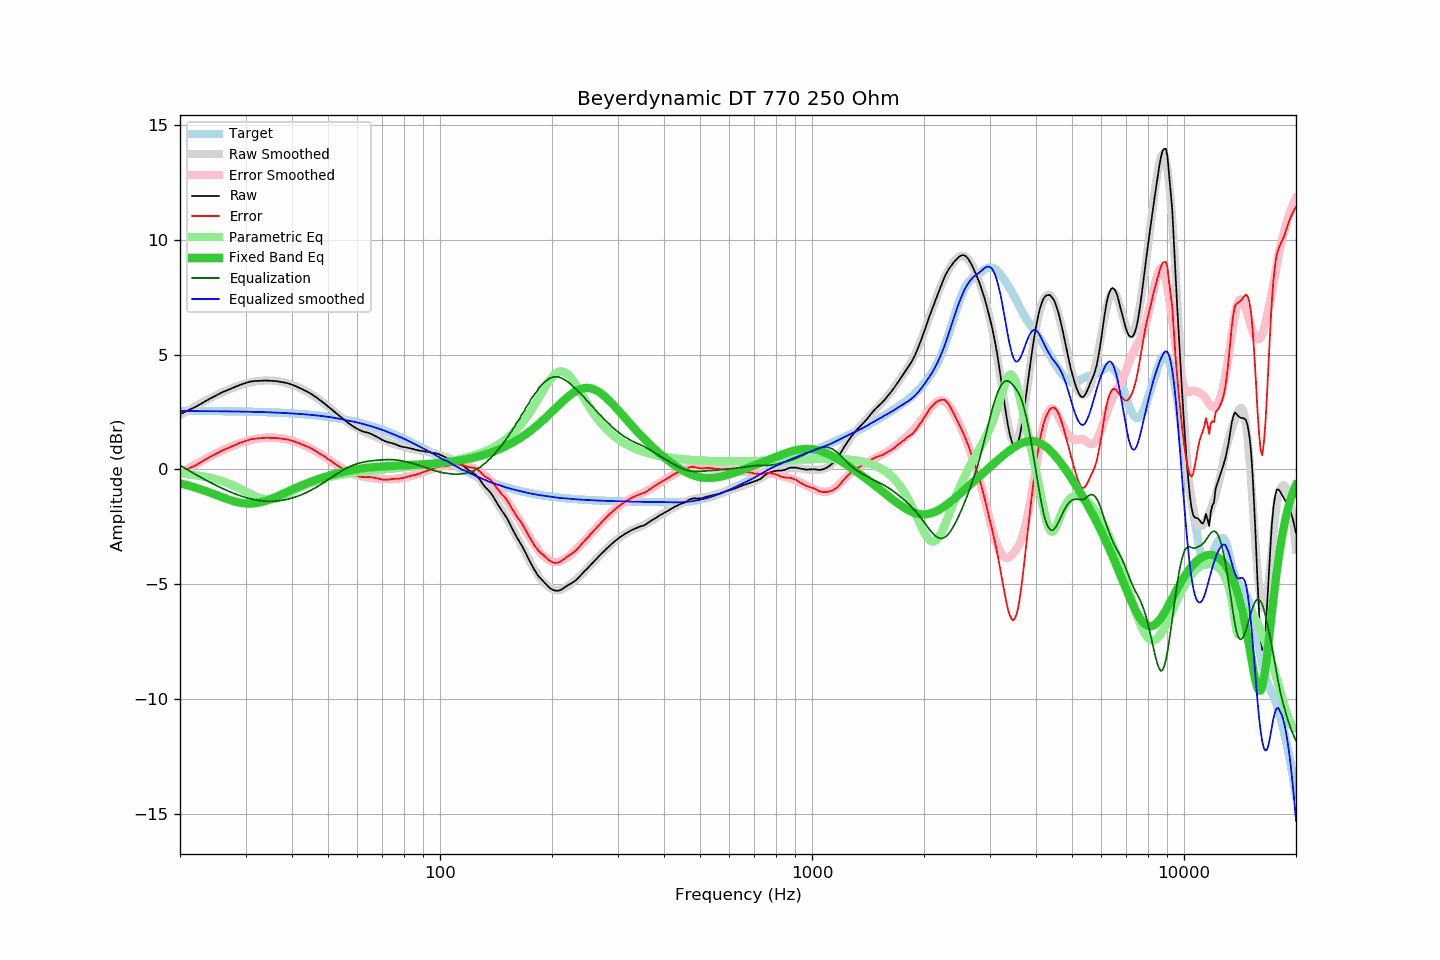 Beyerdynamic DT 770 250 Ohm
15
10
5
0
−5
−10
−15
Amplitude (dBr)
Target
Raw Smoothed
Error Smoothed
Raw
Error
Parametric Eq
Fixed Band Eq
Equalization
Equalized smoothed
100
1000
10000
Frequency (Hz)